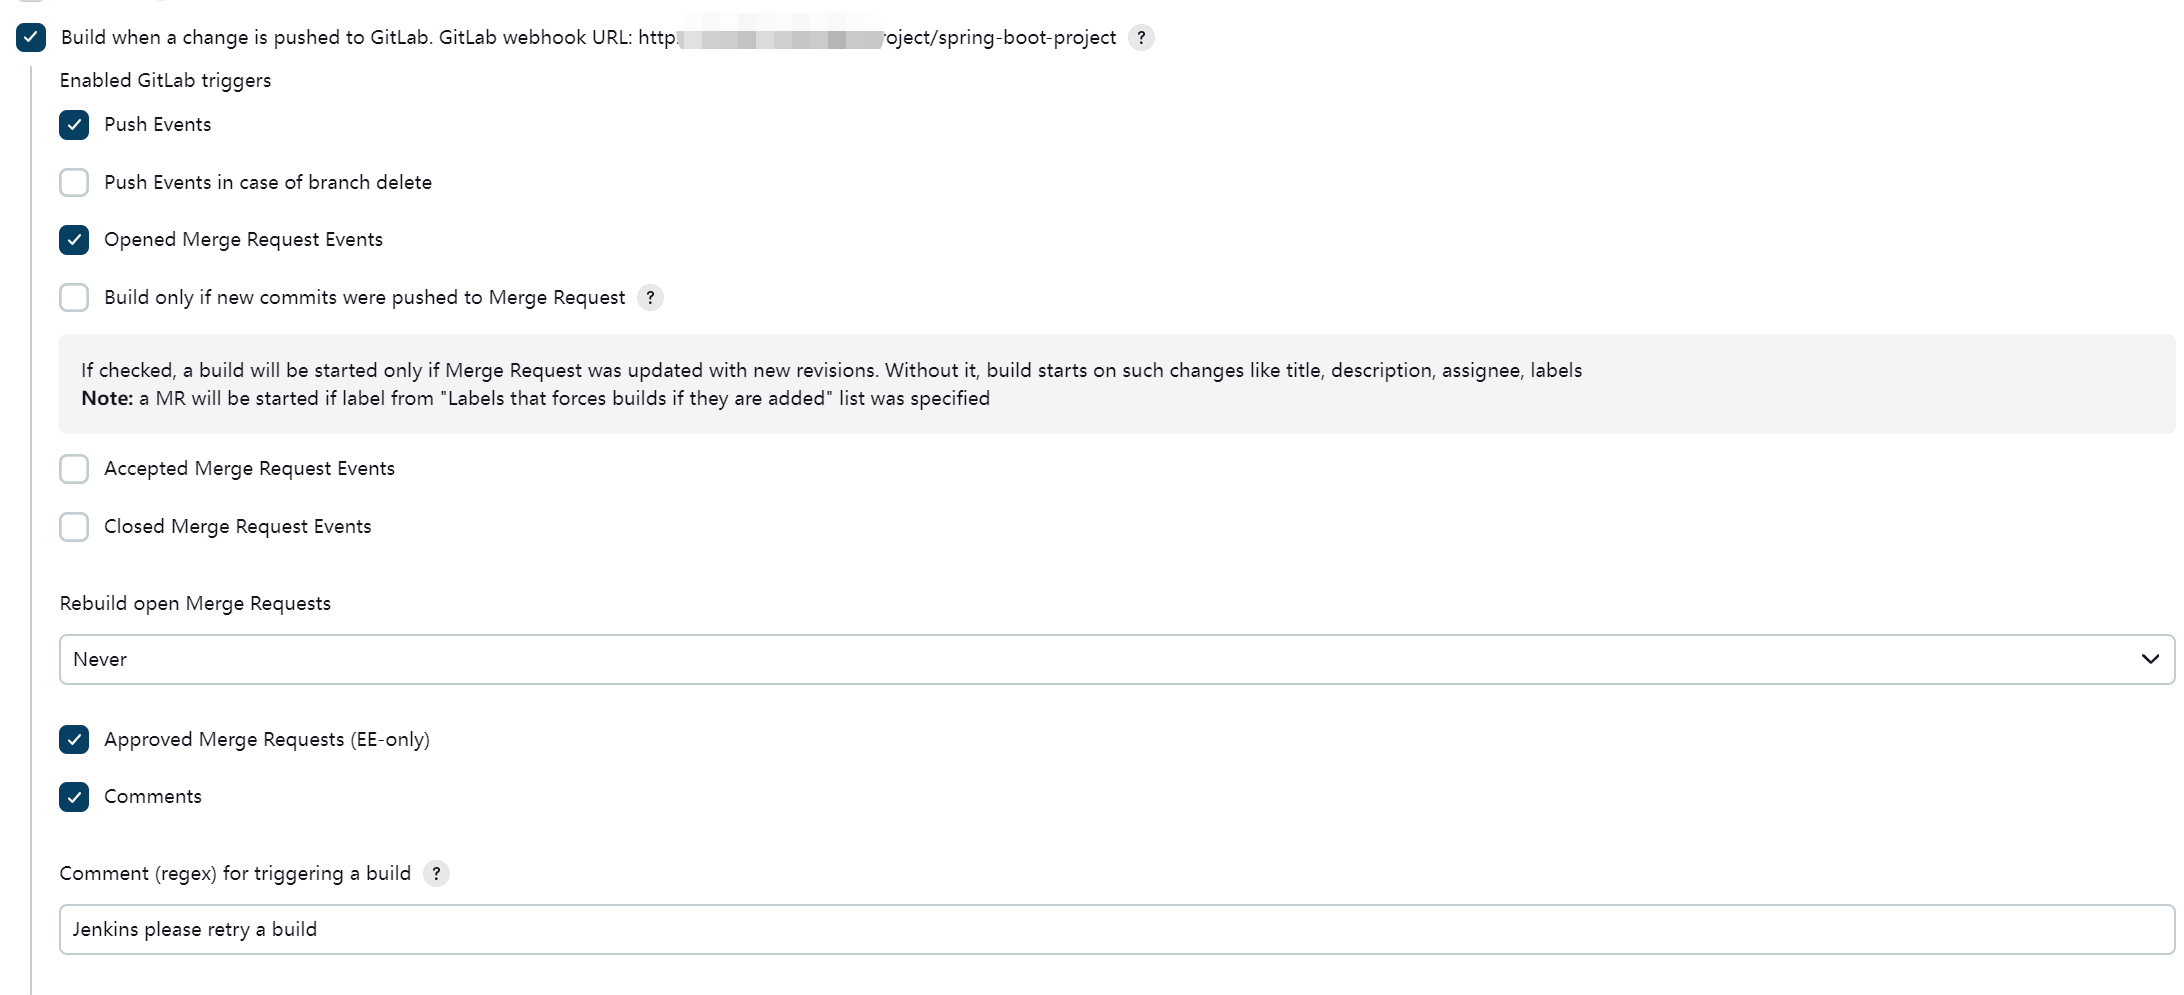 Build when a change is pushed to GitLab. GitLab webhook URL: http: oject/spring-boot-project ?
Enabled GitLab triggers
Push Events
Push Events in case of branch delete
Opened Merge Request Events
Build only if new commits were pushed to Merge Request ?
If checked, a build will be started only if Merge Request was updated with new revisions. Without it, build starts on such changes like title, description, assignee, labels
Note: a MR will be started if label from "Labels that forces builds if they are added" list was specified
Accepted Merge Request Events
Closed Merge Request Events
Rebuild open Merge Requests
Never
Approved Merge Requests (EE-only)
Comments
Comment (regex) for triggering a build ?
Jenkins please retry a build